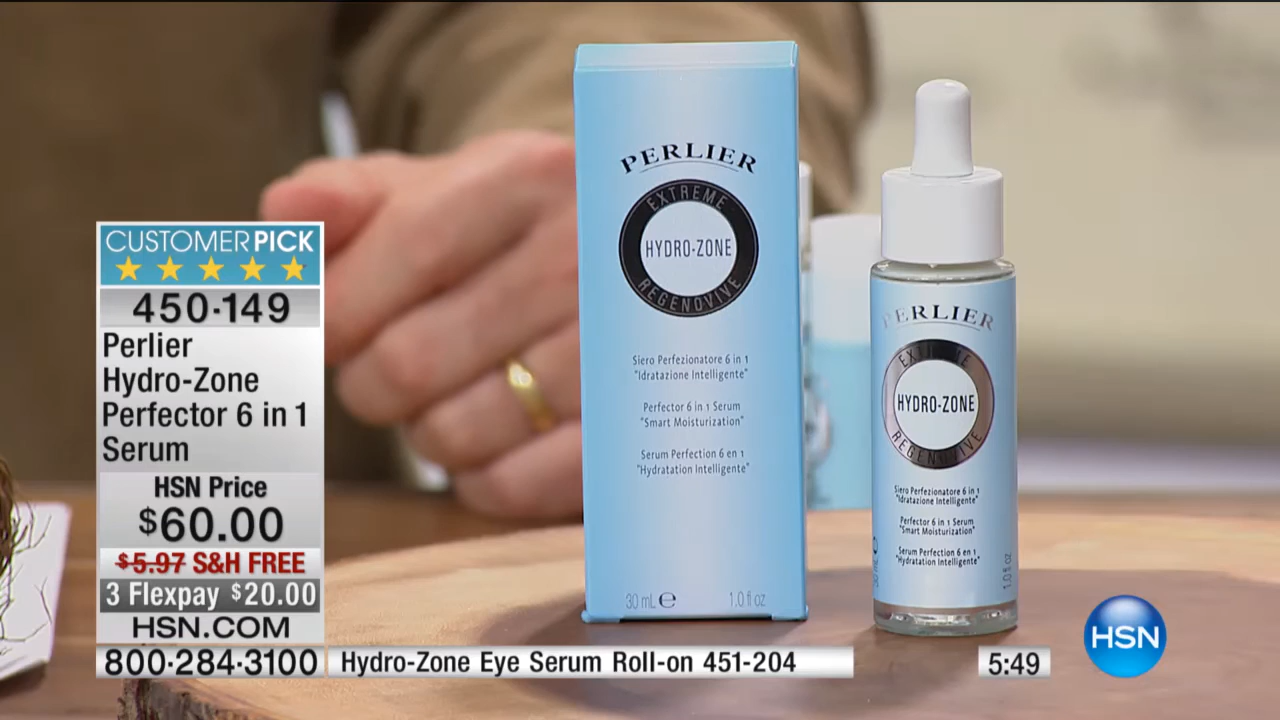 CUSTOMER PICK
450-149
Perlier
Hydro-Zone
Perfector 6 in 1
Serum
HSN Price
$60.00
$5.97 S&H FREE
3 Flexpay $20.00
HSN.COM
800-284-3100
Hydro-Zone Eye Serum Roll-on 451-204
5:49
HSN
PERLIER
EXTREME
HYDRO-ZONE
REGENOVIVE
Siero Perfezionatore 6 in 1
"Idratazione Intelligente"
Perfector 6 in 1 Serum
"Smart Moisturization"
Serum Perfection 6 en 1
"Hydratation Intelligente"
30 mL e 1.0 fl oz
PERLIER
EXTREME
HYDRO-ZONE
REGENOVIVE
Siero Perfezionatore 6 in 1
"Idratazione Intelligente"
Perfector 6 in 1 Serum
"Smart Moisturization"
Serum Perfection 6 en 1
"Hydratation Intelligente"
30 mL e
1.0 fl oz